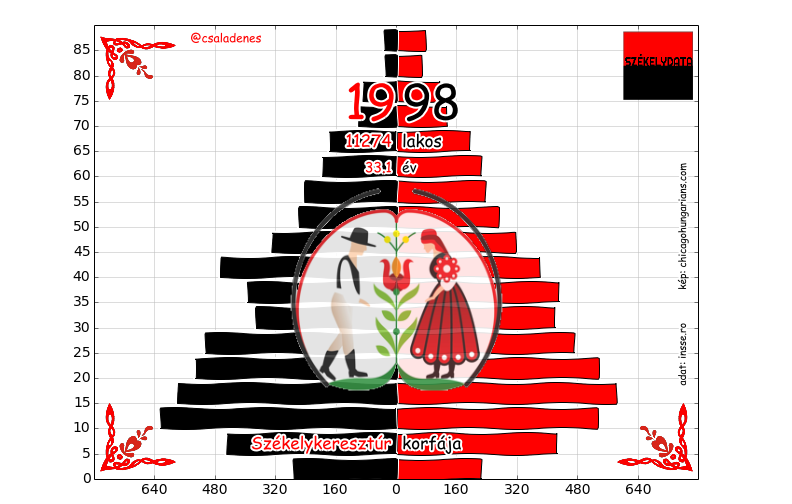 @csaladenes
SZÉKELYDATA
1998
11274 lakos
33.1 év
kép: chicagohungarians.com
adat: insse.ro
Székelykeresztúr korfája
85
80
75
70
65
60
55
50
45
40
35
30
25
20
15
10
5
0
640 480 320 160 0 160 320 480 640